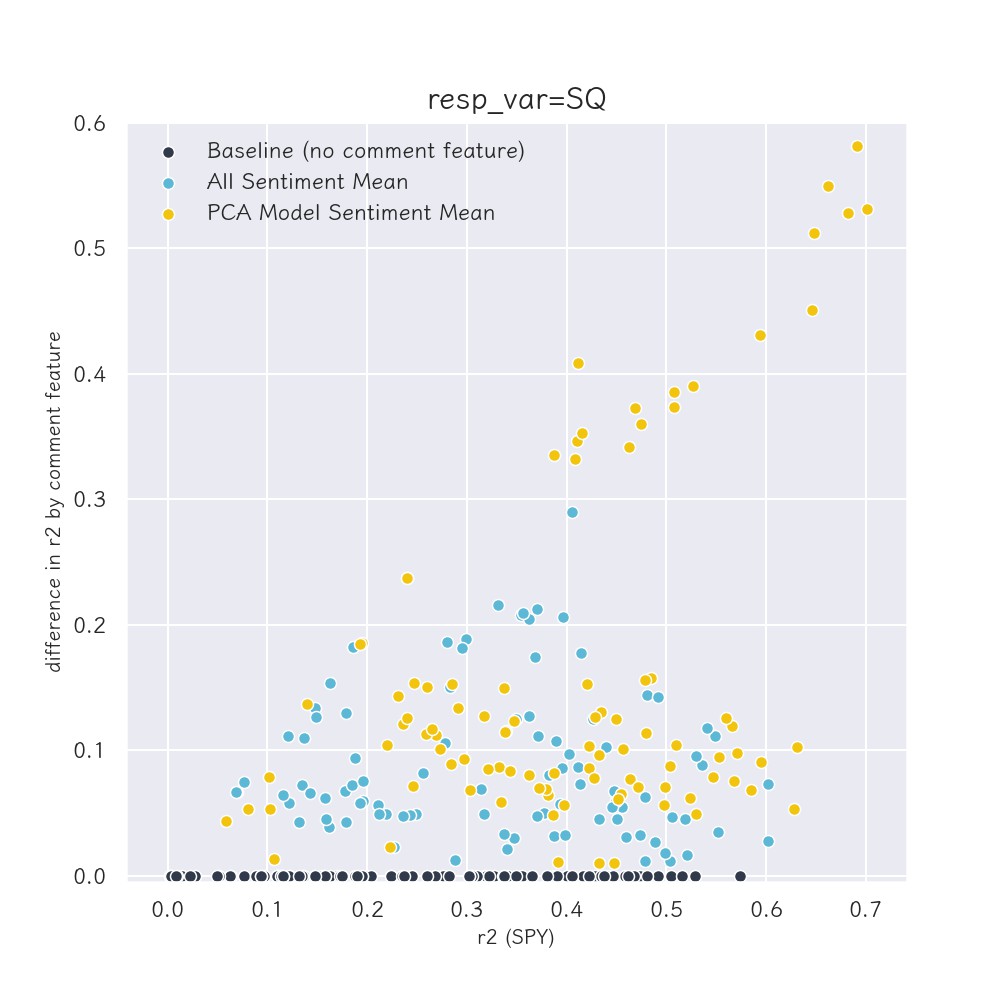 resp_var=SQ
Baseline (no comment feature)
All Sentiment Mean
PCA Model Sentiment Mean
difference in r2 by comment feature
0.6
0.5
0.4
0.3
0.2
0.1
0.0
0.0 0.1 0.2 0.3 0.4 0.5 0.6 0.7
r2 (SPY)